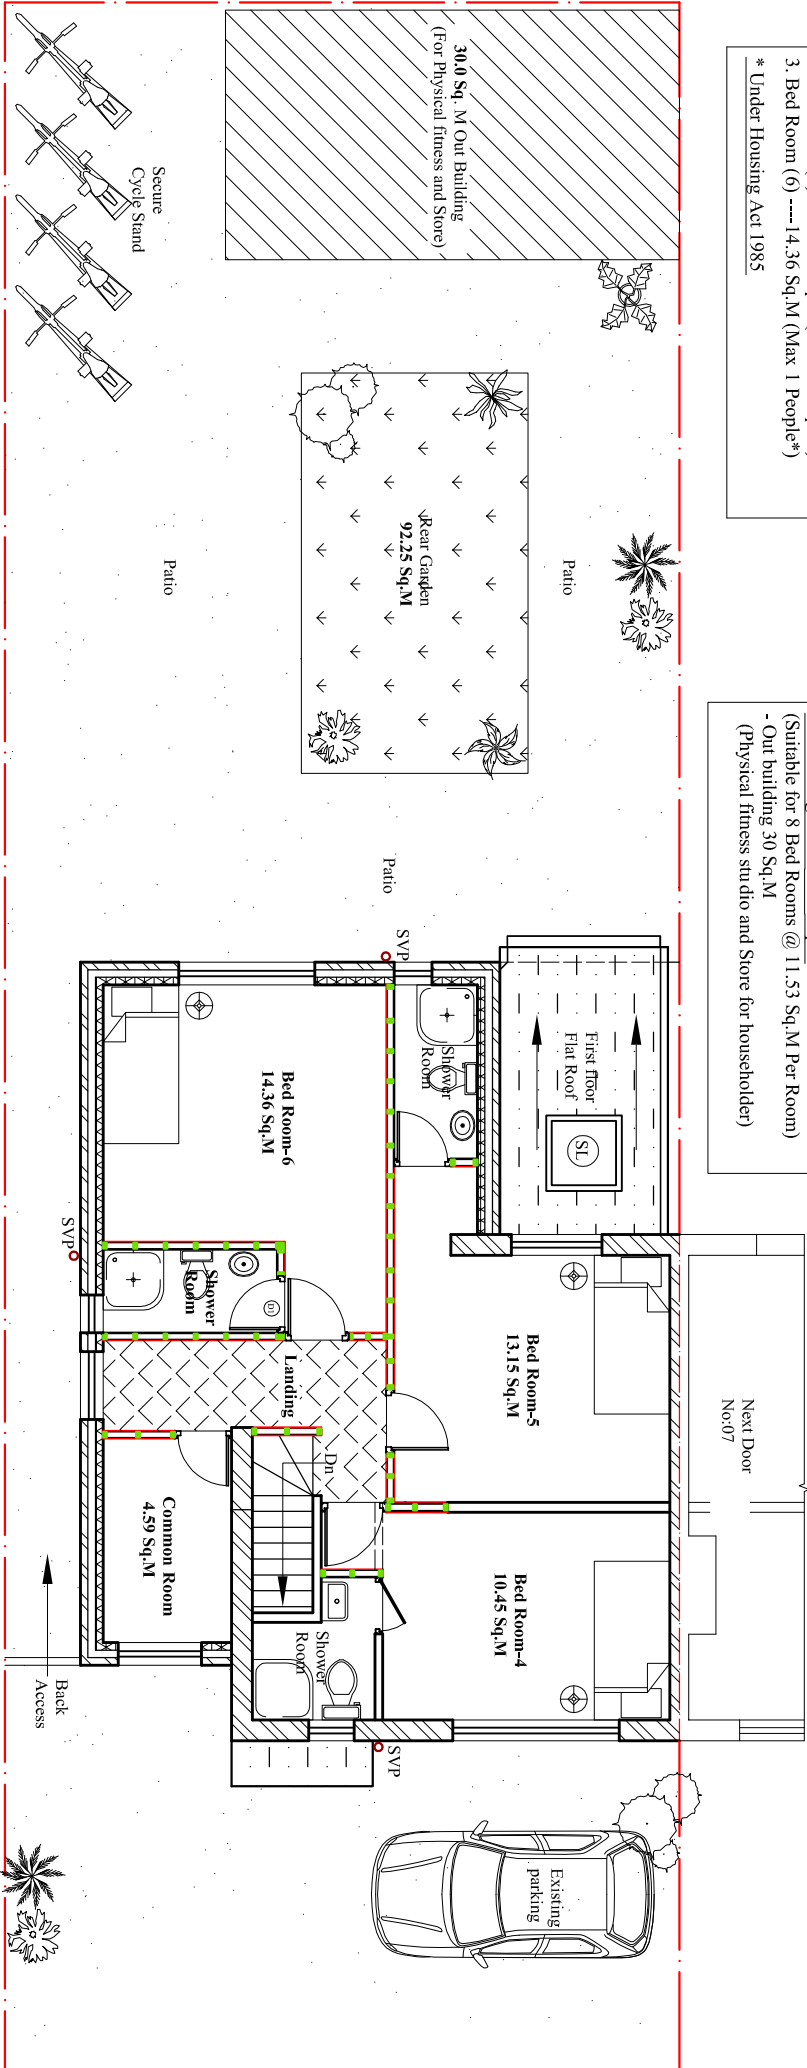 3. Bed Room (6) ----14.36 Sq.M (Max 1 People*)
* Under Housing Act 1985
(Suitable for 8 Bed Rooms @ 11.53 Sq.M Per Room)
- Out building 30 Sq.M
(Physical fitness studio and Store for householder)
30.0 Sq. M Out Building
(For Physical fitness and Store)
Secure
Cycle Stand
Patio
Rear Garden
92.25 Sq.M
Patio
Patio
SVP
First floor
Flat Roof
SL
Shower
Room
Bed Room-6
14.36 Sq.M
SVP
Shower
Room
D1
Landing
Dn
Bed Room-5
13.15 Sq.M
Next Door
No:07
Common Room
4.59 Sq.M
Bed Room-4
10.45 Sq.M
Shower
Room
Back
Access
SVP
Existing
parking